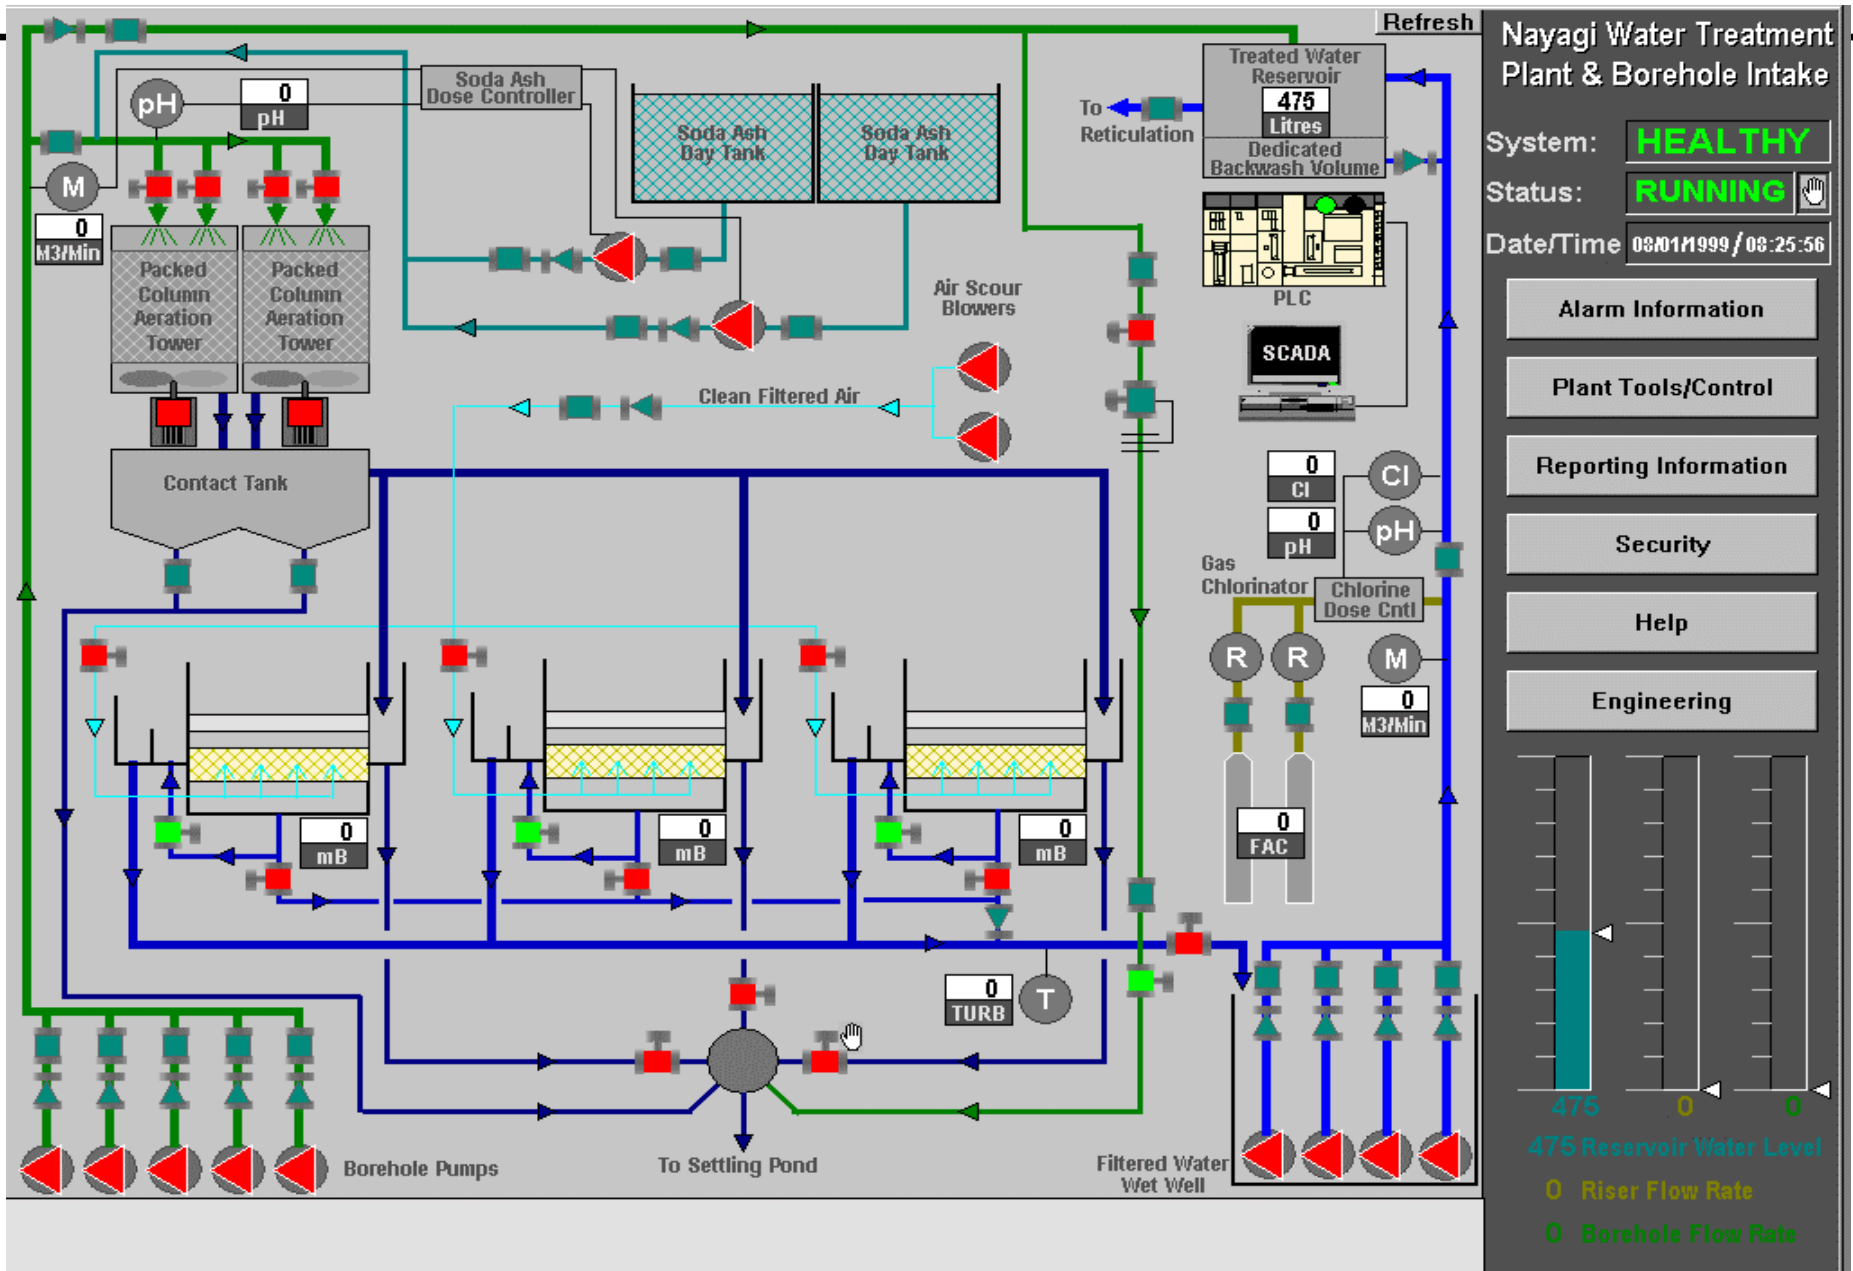 Refresh
Nayagi Water Treatment
Plant & Borehole Intake
System:
HEALTHY
Status:
RUNNING
Date/Time
08/01/1999/08:25:56
Alarm Information
Plant Tools/Control
Reporting Information
Security
Help
Engineering
475
0
0
475 Reservoir Water Level
0 Riser Flow Rate
0 Borehole Flow Rate
pH
0
pH
Soda Ash
Dose Controller
Soda Ash
Day Tank
Soda Ash
Day Tank
Treated Water
Reservoir
475
Litres
Dedicated
Backwash Volume
To
Reticulation
M
0
M3/Min
Packed
Column
Aeration
Tower
Packed
Column
Aeration
Tower
Air Scour
Blowers
Clean Filtered Air
PLC
SCADA
Contact Tank
0
Cl
Cl
0
pH
pH
Gas
Chlorinator
Chlorine
Dose Cntl
R
R
M
0
M3/Min
0
mB
0
mB
0
mB
0
FAC
0
TURB
T
Borehole Pumps
To Settling Pond
Filtered Water
Wet Well